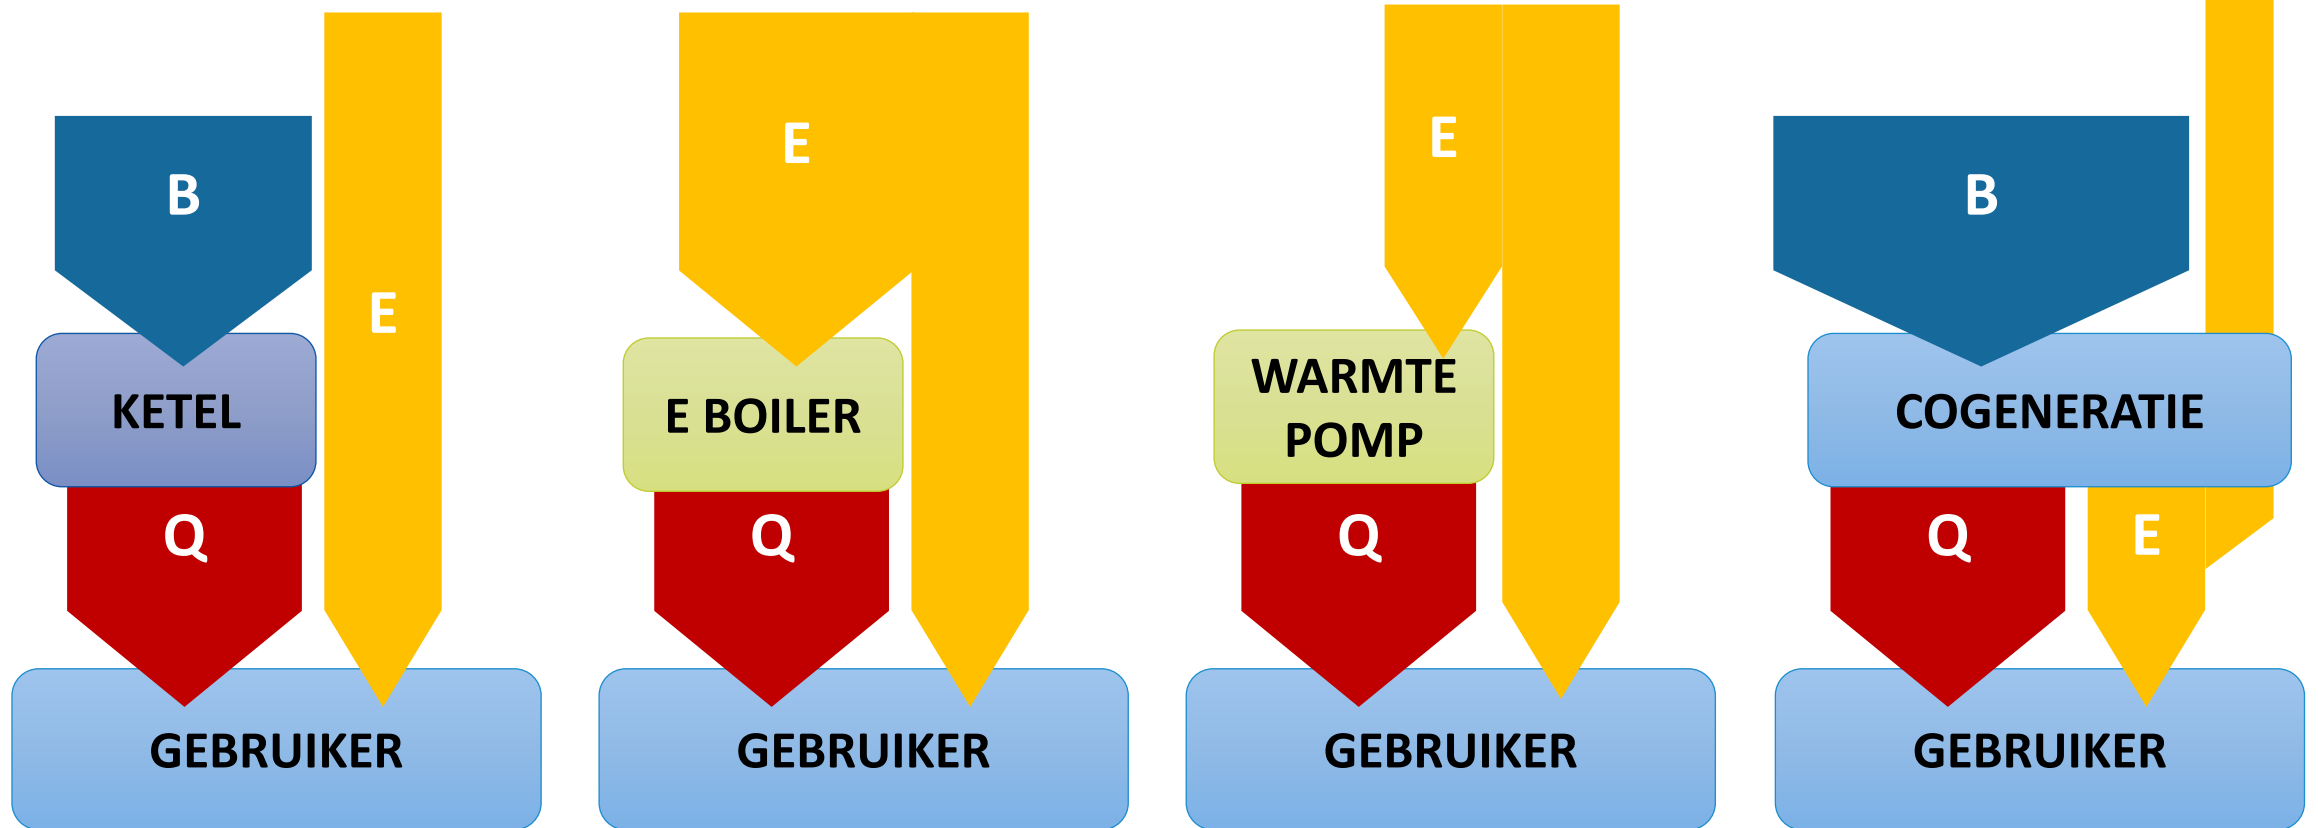 B
E
KETEL
Q
GEBRUIKER
E
E BOILER
Q
GEBRUIKER
E
WARMTE
POMP
Q
GEBRUIKER
B
COGENERATIE
Q
E
GEBRUIKER